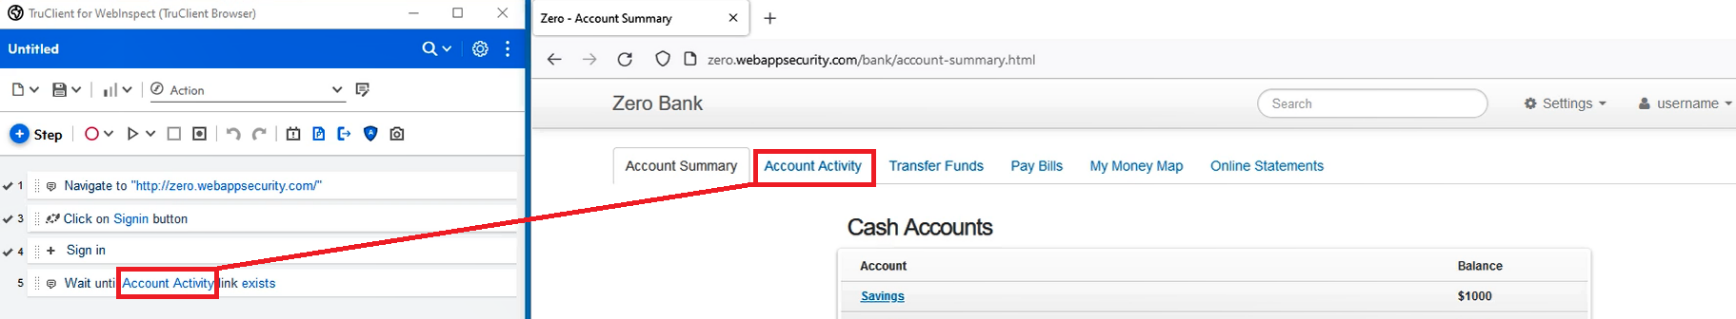 TruClient for WebInspect (TruClient Browser)
Untitled
Action
Step
1 Navigate to "http://zero.webappsecurity.com/"
3 Click on Signin button
4 Sign in
5 Wait unti Account Activity link exists
Zero - Account Summary
zero.webappsecurity.com/bank/account-summary.html
Zero Bank Search Settings username
Account Summary Account Activity Transfer Funds Pay Bills My Money Map Online Statements
Cash Accounts
Account Balance
Savings $1000